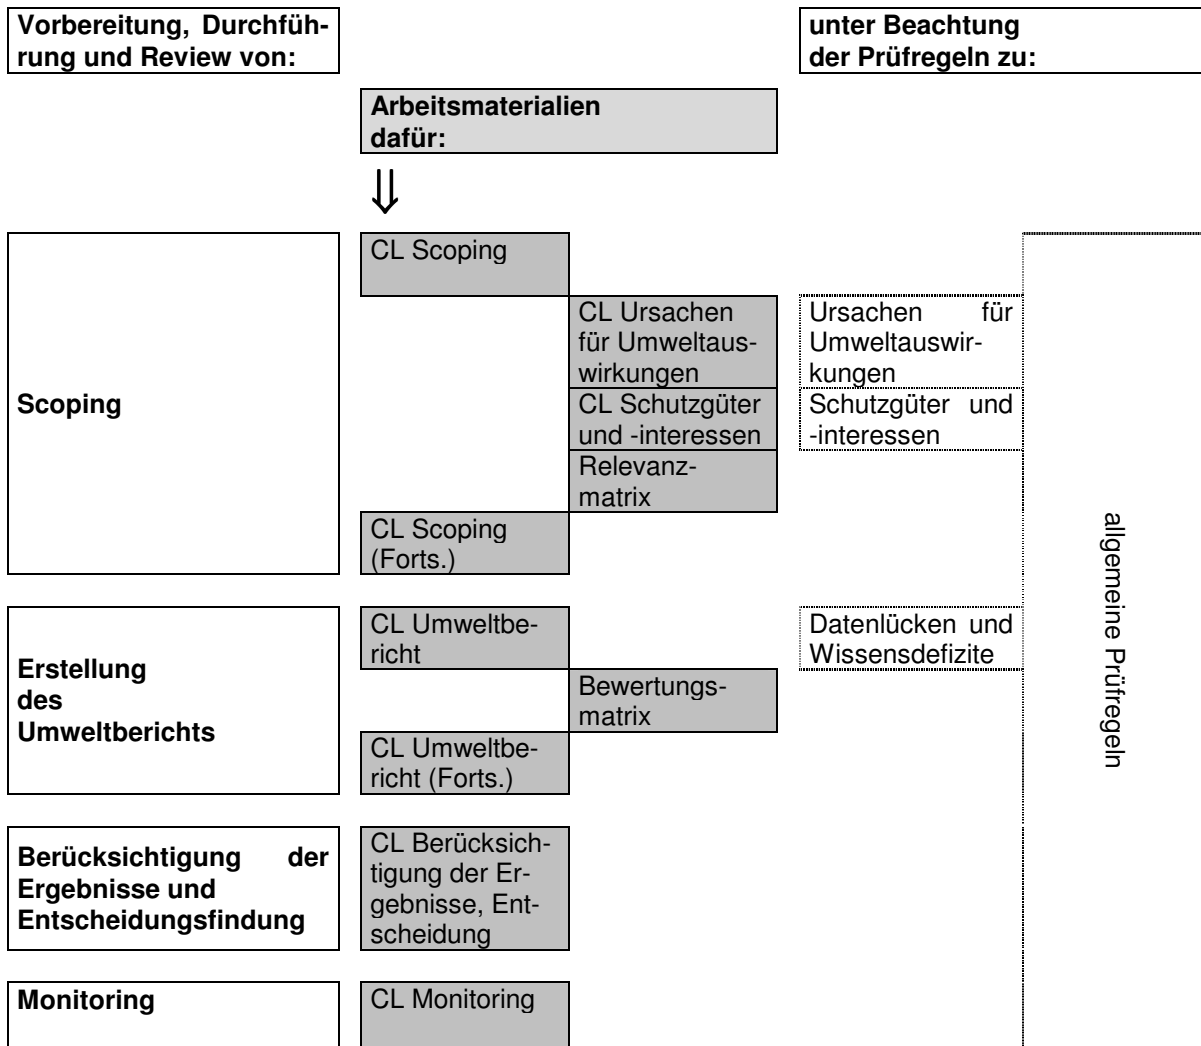 Vorbereitung, Durchfüh-
rung und Review von:
unter Beachtung
der Prüfregeln zu:
Arbeitsmaterialien
dafür:
⇓
Scoping
CL Scoping
CL Ursachen
für Umweltaus-
wirkungen
Ursachen für
Umweltauswir-
kungen
CL Schutzgüter
und -interessen
Schutzgüter und
-interessen
Relevanz-
matrix
CL Scoping
(Forts.)
allgemeine Prüfregeln
Erstellung
des
Umweltberichts
CL Umweltbe-
richt
Datenlücken und
Wissensdefizite
Bewertungs-
matrix
CL Umweltbe-
richt (Forts.)
Berücksichtigung der
Ergebnisse und
Entscheidungsfindung
CL Berücksich-
tigung der Er-
gebnisse, Ent-
scheidung
Monitoring
CL Monitoring